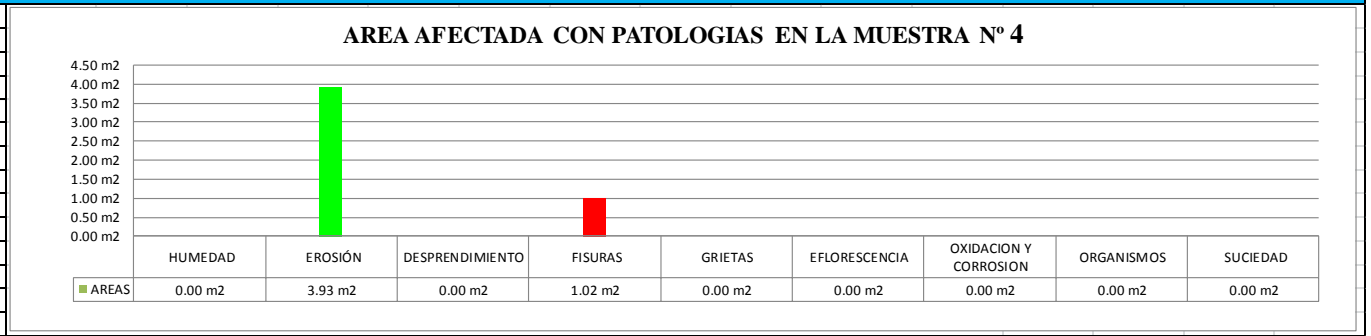 AREA AFECTADA CON PATOLOGIAS EN LA MUESTRA Nº 4
4.50 m2
4.00 m2
3.50 m2
3.00 m2
2.50 m2
2.00 m2
1.50 m2
1.00 m2
0.50 m2
0.00 m2
HUMEDAD EROSIÓN DESPRENDIMIENTO FISURAS GRIETAS EFLORESCENCIA OXIDACION Y CORROSION ORGANISMOS SUCIEDAD
AREAS 0.00 m2 3.93 m2 0.00 m2 1.02 m2 0.00 m2 0.00 m2 0.00 m2 0.00 m2 0.00 m2